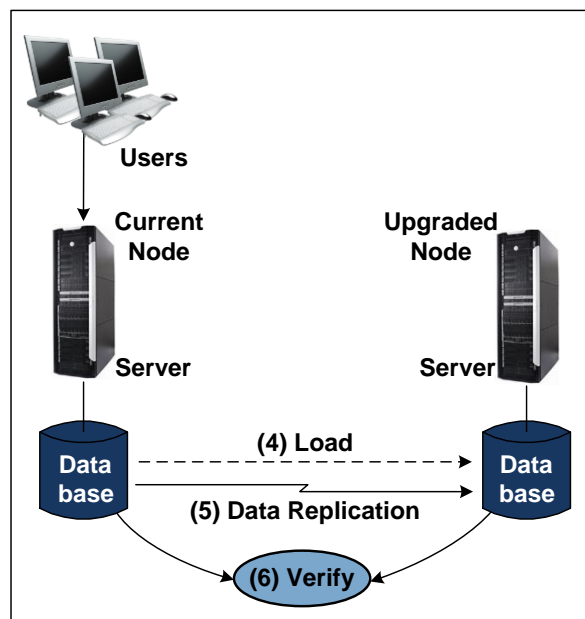 Users
Current
Node
Upgraded
Node
Server
Server
Data
base
(4) Load
(5) Data Replication
Data
base
(6) Verify